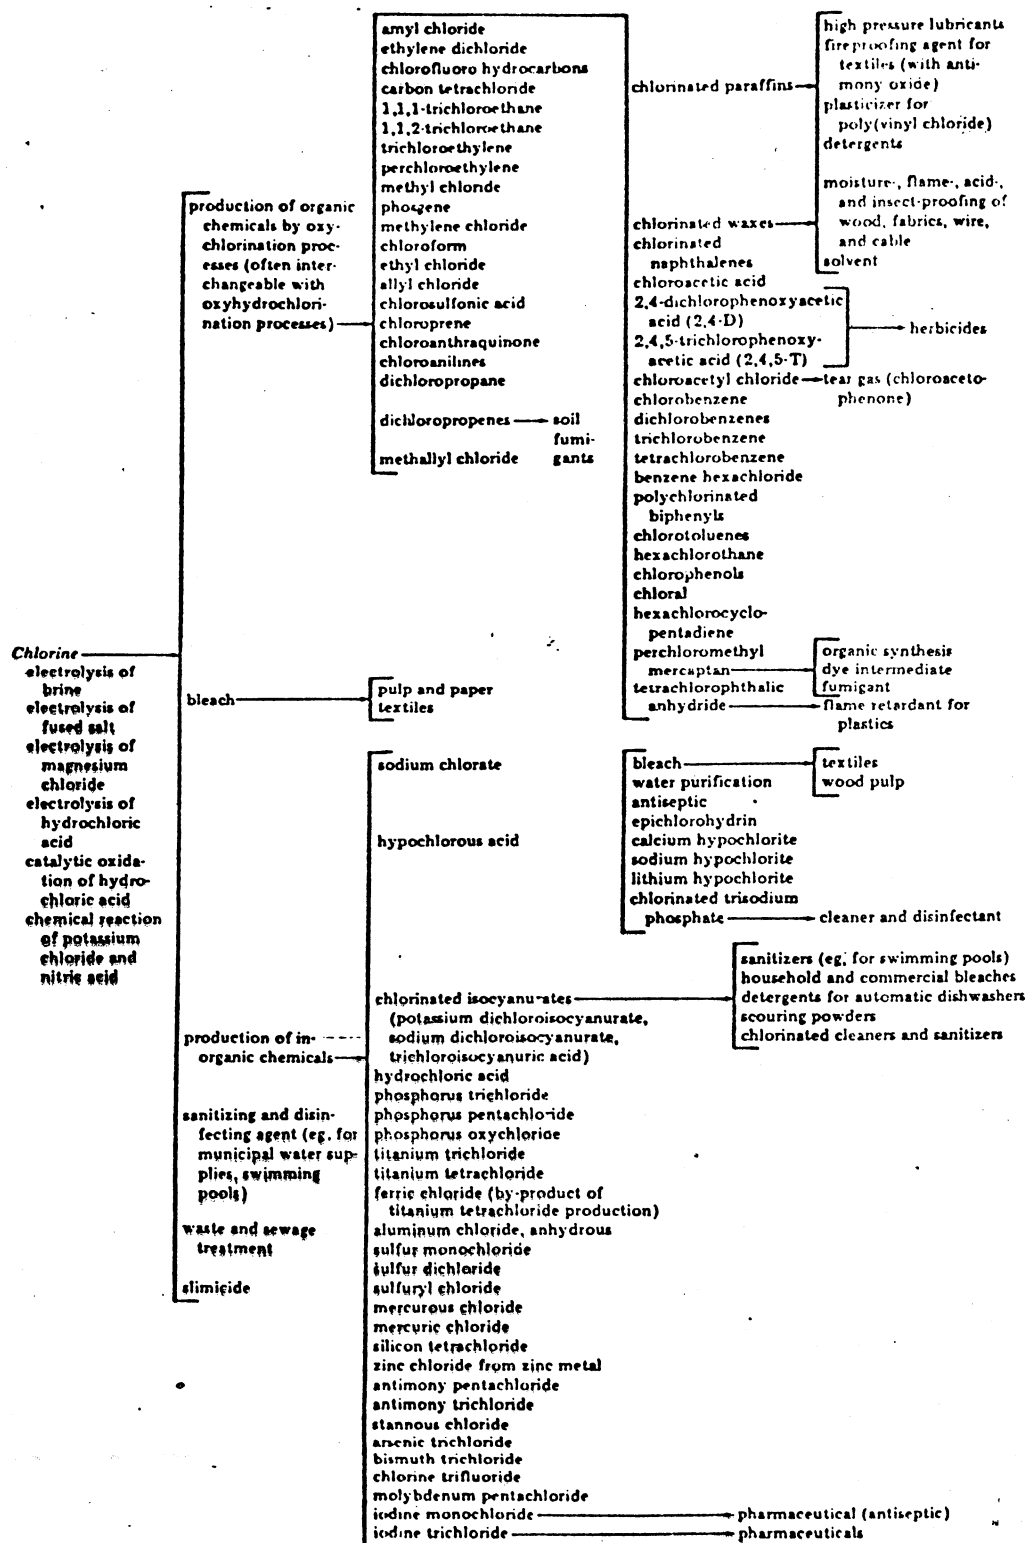 Chlorine
electrolysis of
brine
electrolysis of
fused salt
electrolysis of
magnesium
chloride
electrolysis of
hydrochloric
acid
catalytic oxida-
tion of hydro-
chloric acid
chemical reaction
of potassium
chloride and
nitric acid
production of organic
chemicals by oxy-
chlorination proc-
esses (often inter-
changeable with
oxyhydrochlori-
nation processes)
bleach
production of in-
organic chemicals
sanitizing and disin-
fecting agent (eg. for
municipal water sup-
plies, swimming
pools)
waste and sewage
treatment
slimicide
amyl chloride
ethylene dichloride
chlorofluoro hydrocarbons
carbon tetrachloride
1,1,1-trichloroethane
1,1,2-trichloroethane
trichloroethylene
perchloroethylene
methyl chloride
phosgene
methylene chloride
chloroform
ethyl chloride
allyl chloride
chlorosulfonic acid
chloroprene
chloroanthraquinone
chloroanilines
dichloropropane
dichloropropenes
soil
fumi-
gants
methallyl chloride
chlorinated paraffins
high pressure lubricants
fireproofing agent for
textiles (with anti-
mony oxide)
plasticizer for
poly(vinyl chloride)
detergents
chlorinated waxes
chlorinated
naphthalenes
moisture-, flame-, acid-,
and insect-proofing of
wood, fabrics, wire,
and cable
solvent
chloroacetic acid
2,4-dichlorophenoxyacetic
acid (2,4-D)
2,4,5-trichlorophenoxy-
acetic acid (2,4,5-T)
herbicides
chloroacetyl chloride
tear gas (chloroaceto-
phenone)
chlorobenzene
dichlorobenzenes
trichlorobenzene
tetrachlorobenzene
benzene hexachloride
polychlorinated
biphenyls
chlorotoluenes
hexachlorothane
chlorophenols
chloral
hexachlorocyclo-
pentadiene
perchloromethyl
mercaptan
organic synthesis
dye intermediate
fumigant
tetrachlorophthalic
anhydride
flame retardant for
plastics
pulp and paper
textiles
sodium chlorate
hypochlorous acid
bleach
textiles
wood pulp
water purification
antiseptic
epichlorohydrin
calcium hypochlorite
sodium hypochlorite
lithium hypochlorite
chlorinated trisodium
phosphate
cleaner and disinfectant
chlorinated isocyanurates
(potassium dichloroisocyanurate,
sodium dichloroisocyanurate,
trichloroisocyanuric acid)
sanitizers (eg, for swimming pools)
household and commercial bleaches
detergents for automatic dishwashers
scouring powders
chlorinated cleaners and sanitizers
hydrochloric acid
phosphorus trichloride
phosphorus pentachloride
phosphorus oxychloride
titanium trichloride
titanium tetrachloride
ferric chloride (by-product of
titanium tetrachloride production)
aluminum chloride, anhydrous
sulfur monochloride
sulfur dichloride
sulfuryl chloride
mercurous chloride
mercuric chloride
silicon tetrachloride
zinc chloride from zinc metal
antimony pentachloride
antimony trichloride
stannous chloride
arsenic trichloride
bismuth trichloride
chlorine trifluoride
molybdenum pentachloride
iodine monochloride
pharmaceutical (antiseptic)
iodine trichloride
pharmaceuticals